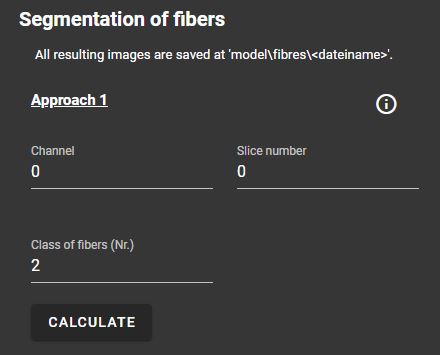 Segmentation of fibers
All resulting images are saved at 'model\fibres\<dateiname>'.
Approach 1
Channel
Slice number
0
0
Class of fibers (Nr.)
2
CALCULATE